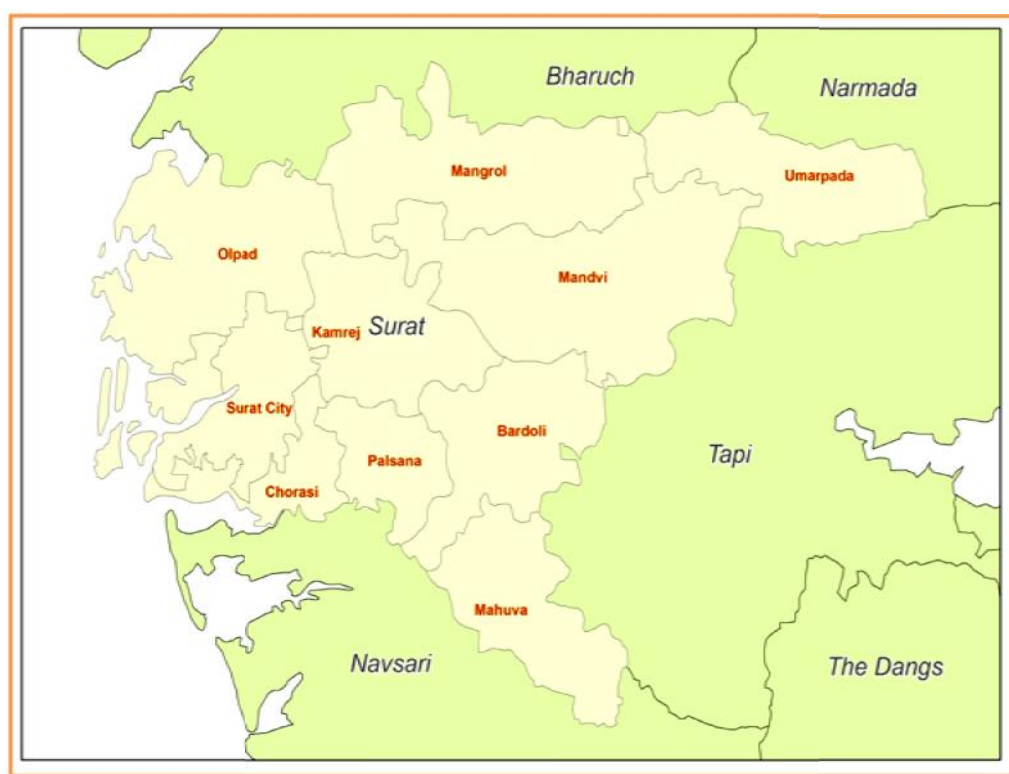 Bharuch
Narmada
Mangrol
Umarpada
Olpad
Mandvi
Kamrej
Surat
Surat City
Bardoli
Palsana
Tapi
Chorasi
Mahuva
Navsari
The Dangs